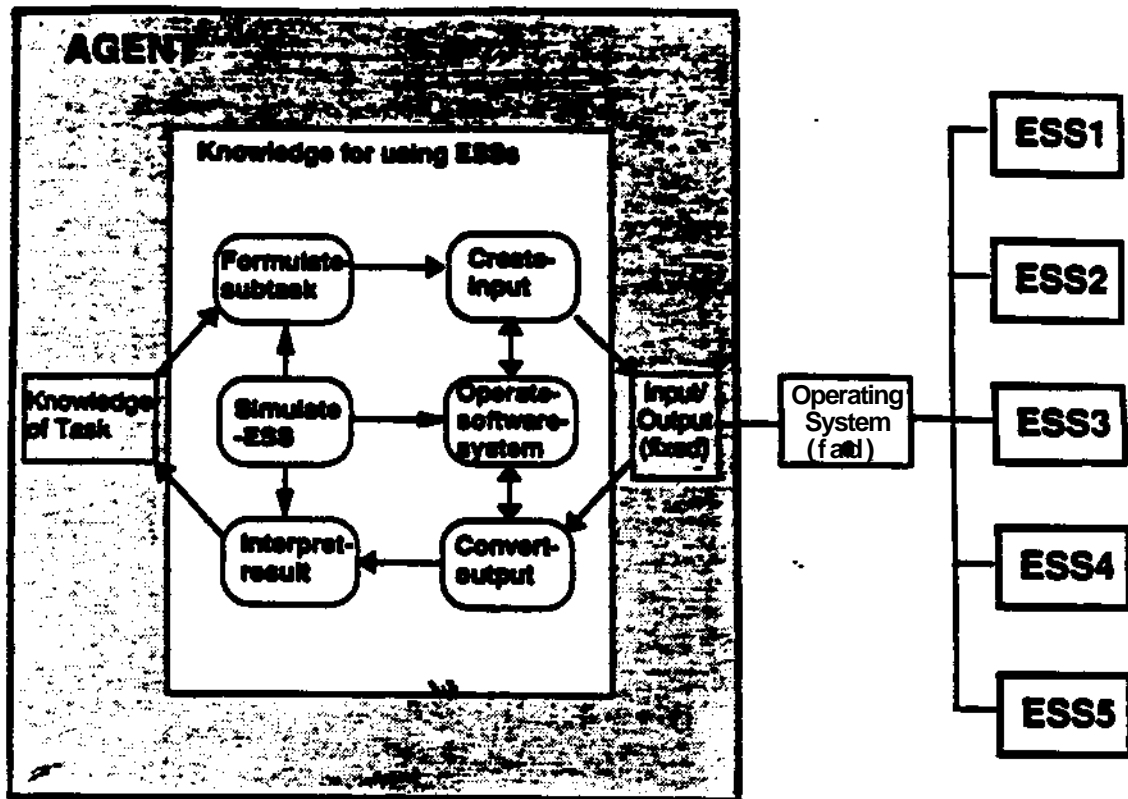 AGENT
Knowledge for using ESSs
Formulate-
subtask
Create-
input
Knowledge
of Task
Simulate
-ESS
Operate-
software-
system
Input/
Output
(fixed)
Operating
System
Interpret-
result
Convert-
output
ESS1
ESS2
ESS3
ESS4
ESS5